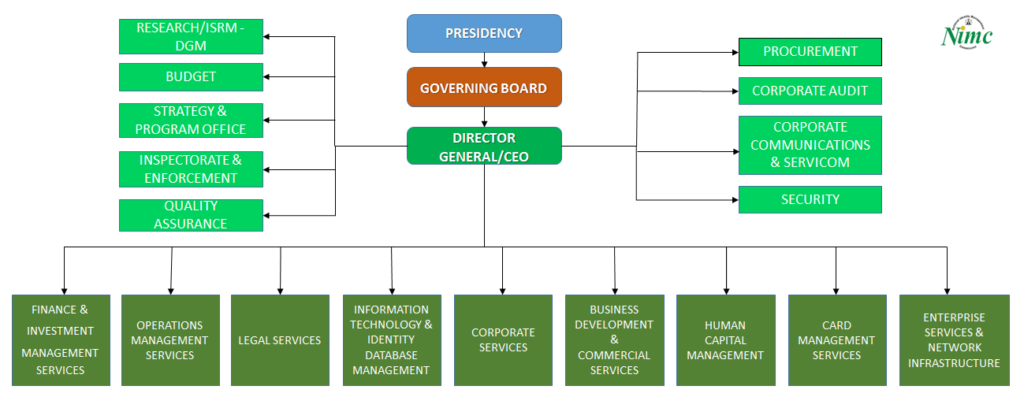 RESEARCH/ISRM -
DGM
BUDGET
STRATEGY &
PROGRAM OFFICE
INSPECTORATE &
ENFORCEMENT
QUALITY
ASSURANCE
PRESIDENCY
GOVERNING BOARD
DIRECTOR
GENERAL/CEO
Nimc
PROCUREMENT
CORPORATE AUDIT
CORPORATE
COMMUNICATIONS
& SERVICOM
SECURITY
FINANCE &
INVESTMENT
MANAGEMENT
SERVICES
OPERATIONS
MANAGEMENT
SERVICES
LEGAL SERVICES
INFORMATION
TECHNOLOGY &
IDENTITY
DATABASE
MANAGEMENT
CORPORATE
SERVICES
BUSINESS
DEVELOPMENT
&
COMMERCIAL
SERVICES
HUMAN
CAPITAL
MANAGEMENT
CARD
MANAGEMENT
SERVICES
ENTERPRISE
SERVICES &
NETWORK
INFRASTRUCTURE